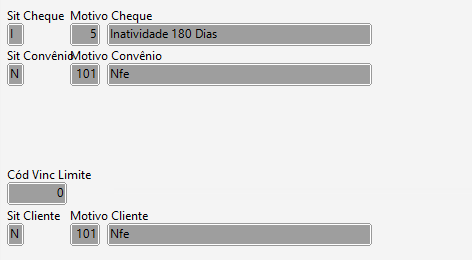 Sit Cheque Motivo Cheque
I 5 Inatividade 180 Dias
Sit Convênio Motivo Convênio
N 101 Nfe
Cód Vinc Limite
0
Sit Cliente Motivo Cliente
N 101 Nfe